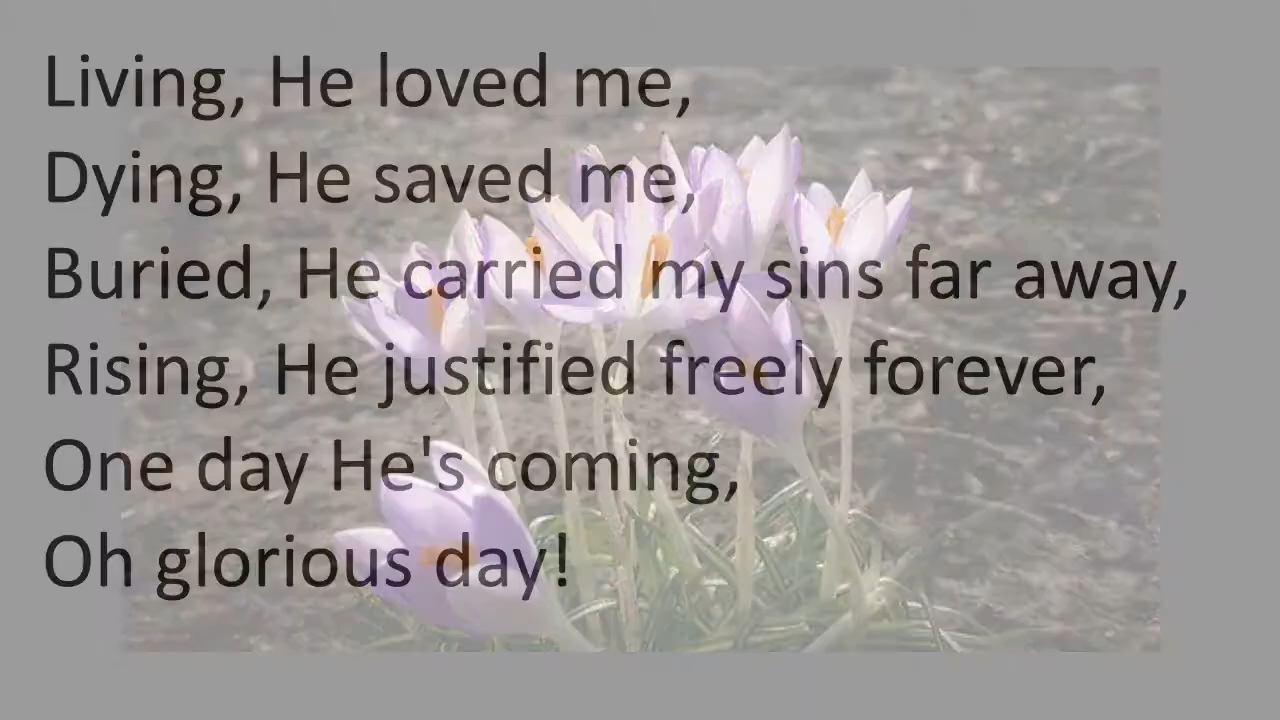 Living, He loved me,
Dying, He saved me,
Buried, He carried my sins far away,
Rising, He justified freely forever,
One day He's coming,
Oh glorious day!